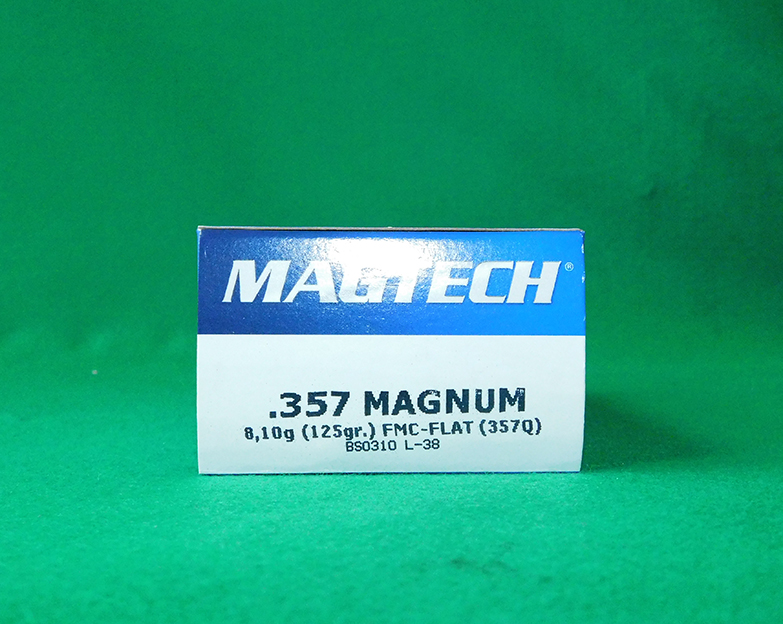 MAGTECH®
.357 MAGNUM
8,10g (125gr.) FMC-FLAT (357Q)
BS0310 L-38